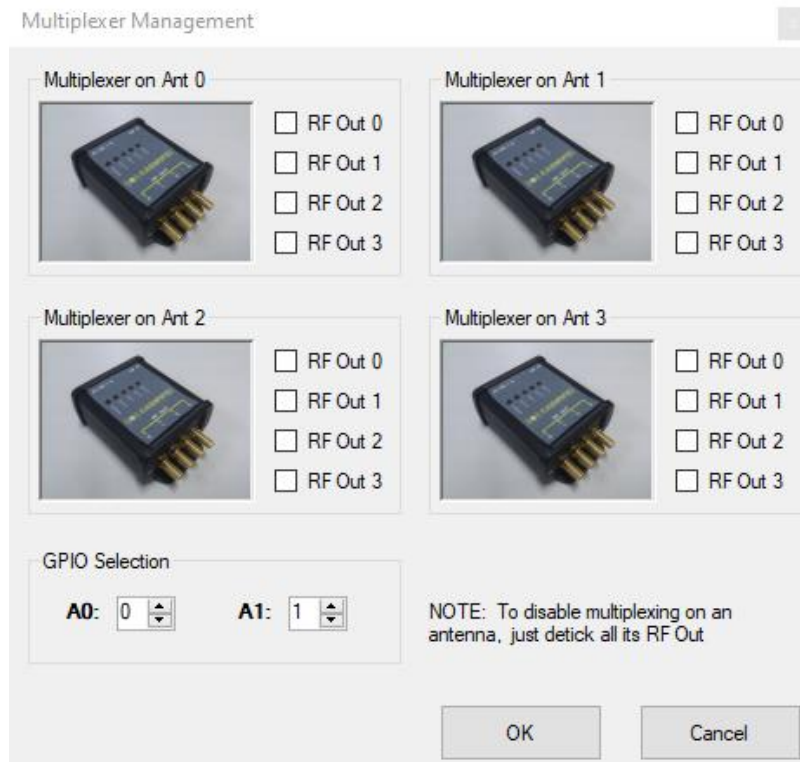 Multiplexer Management
Multiplexer on Ant 0
RF Out 0
RF Out 1
RF Out 2
RF Out 3
Multiplexer on Ant 1
RF Out 0
RF Out 1
RF Out 2
RF Out 3
Multiplexer on Ant 2
RF Out 0
RF Out 1
RF Out 2
RF Out 3
Multiplexer on Ant 3
RF Out 0
RF Out 1
RF Out 2
RF Out 3
GPIO Selection
A0: 0 A1: 1
NOTE: To disable multiplexing on an
antenna, just detick all its RF Out
OK Cancel